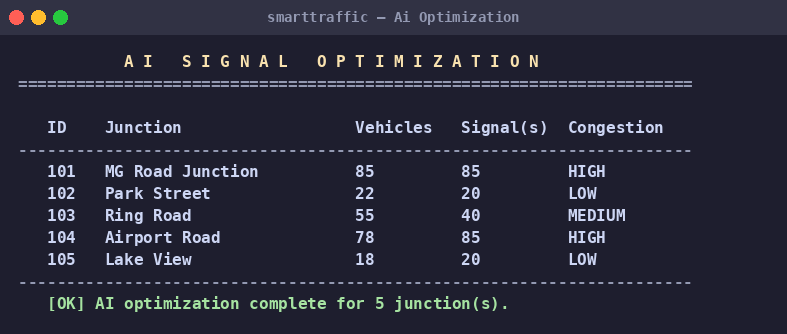 smarttraffic — Ai Optimization
A I   S I G N A L   O P T I M I Z A T I O N
======================================================================
ID   Junction   Vehicles   Signal(s)   Congestion
----------------------------------------------------------------------
101   MG Road Junction   85   85   HIGH
102   Park Street   22   20   LOW
103   Ring Road   55   40   MEDIUM
104   Airport Road   78   85   HIGH
105   Lake View   18   20   LOW
----------------------------------------------------------------------
[OK] AI optimization complete for 5 junction(s).